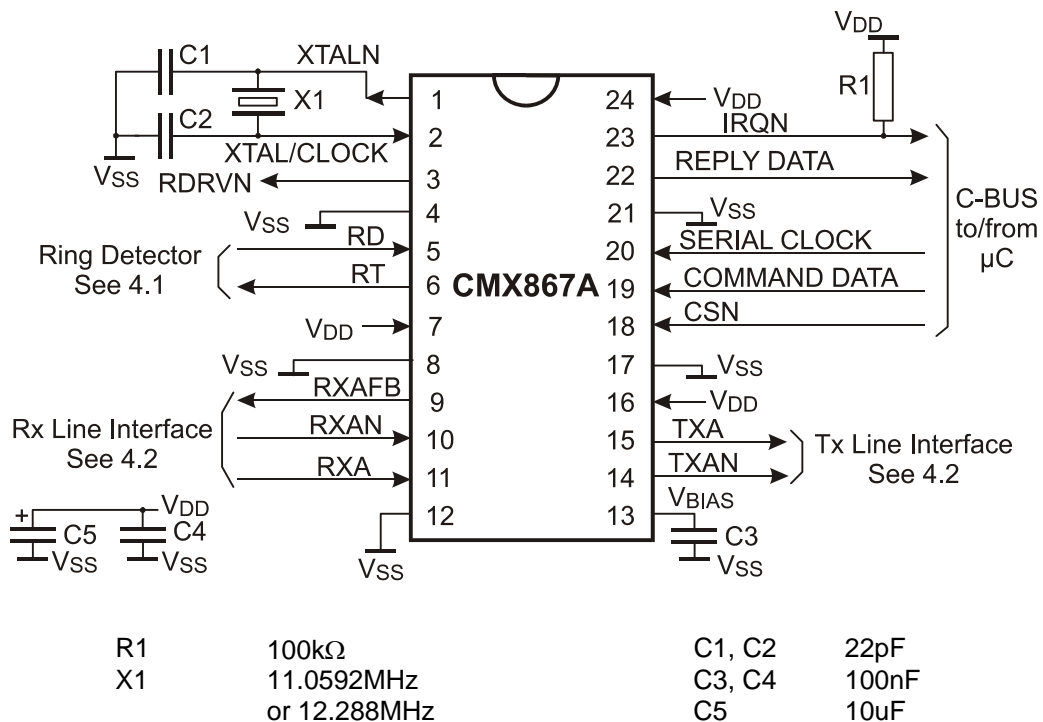 C1
XTALN
X1
C2
XTAL/CLOCK
VSS
RDRVN
VSS
RD
Ring Detector
See 4.1
RT
VDD
VSS
RXAFB
Rx Line Interface
See 4.2
RXAN
RXA
+
VDD
C5
C4
VSS
VSS
VSS
1
2
3
4
5
6
7
8
9
10
11
12
CMX867A
24
23
22
21
20
19
18
17
16
15
14
13
VDD
R1
VDD
IRQN
REPLY DATA
VSS
SERIAL CLOCK
COMMAND DATA
CSN
C-BUS
to/from
µC
VSS
VDD
TXA
TXAN
Tx Line Interface
See 4.2
VBIAS
C3
VSS
R1 100kΩ C1, C2 22pF
X1 11.0592MHz C3, C4 100nF
or 12.288MHz C5 10uF